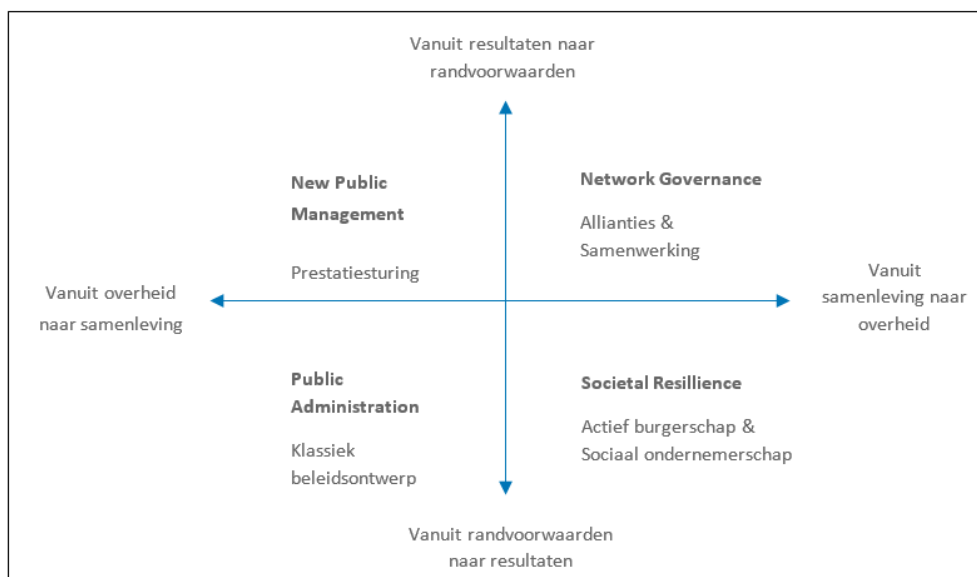 Vanuit resultaten naar
randvoorwaarden
New Public
Management
Prestatiesturing
Network Governance
Allianties &
Samenwerking
Vanuit overheid
naar samenleving
Vanuit
samenleving naar
overheid
Public
Administration
Klassiek
beleidsontwerp
Societal Resillience
Actief burgerschap &
Sociaal ondernemerschap
Vanuit randvoorwaarden
naar resultaten